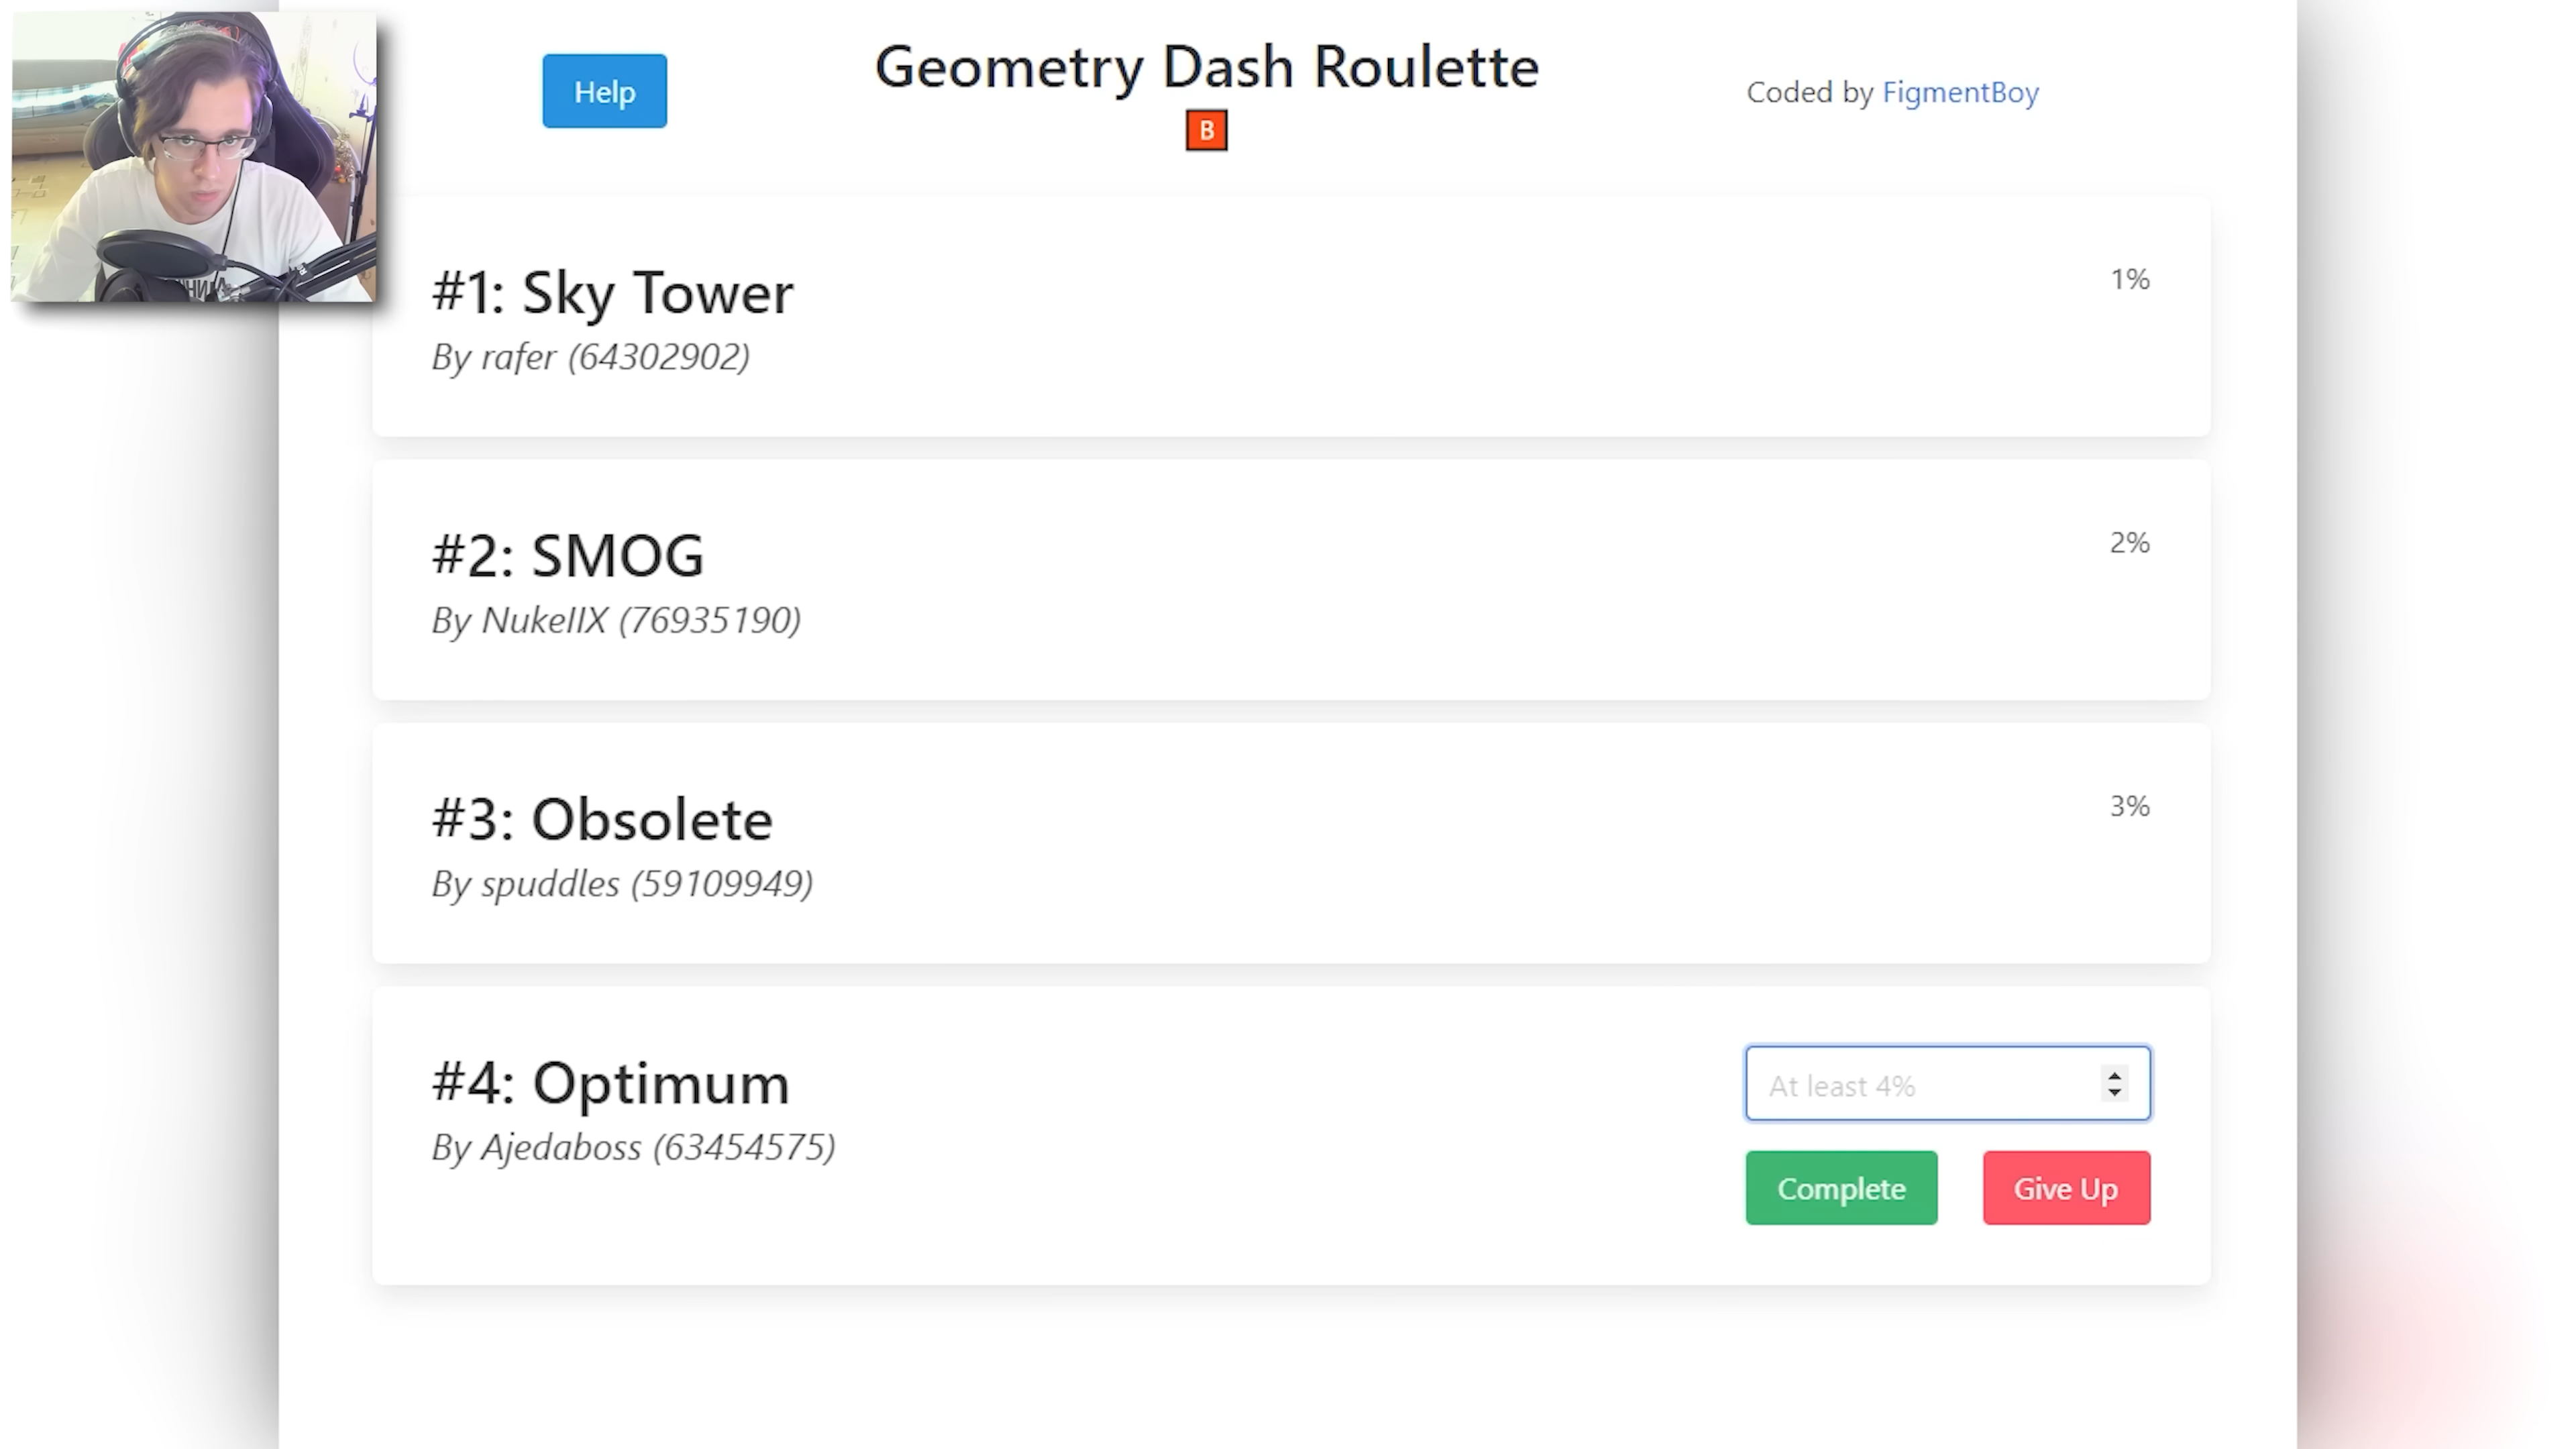 Help
Geometry Dash Roulette
B
Coded by FigmentBoy
#1: Sky Tower
1%
By rafer (64302902)
#2: SMOG
2%
By NukeIIX (76935190)
#3: Obsolete
3%
By spuddles (59109949)
#4: Optimum
At least 4%
By Ajedaboss (63454575)
Complete
Give Up